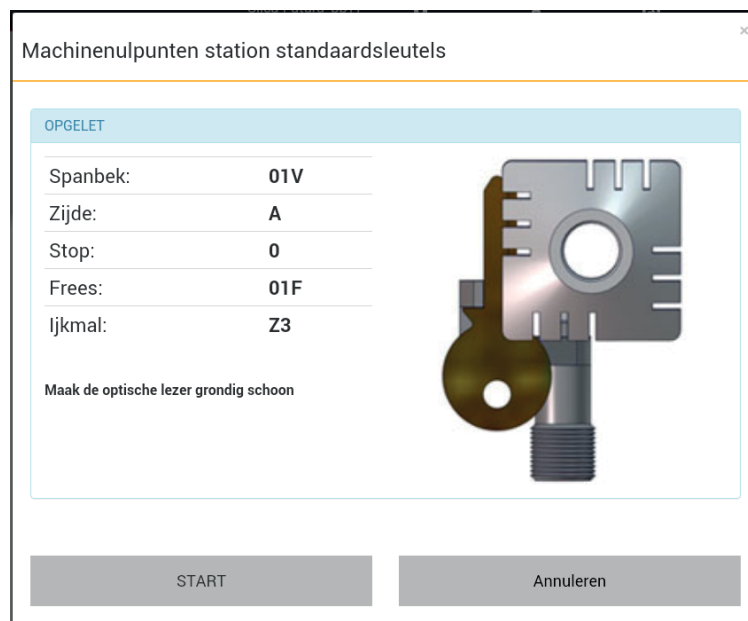 ×
Machinenulpunten station standaardsleutels
OPGELET
Spanbek: 01V
Zijde: A
Stop: 0
Frees: 01F
Ijkmal: Z3
Maak de optische lezer grondig schoon
START Annuleren